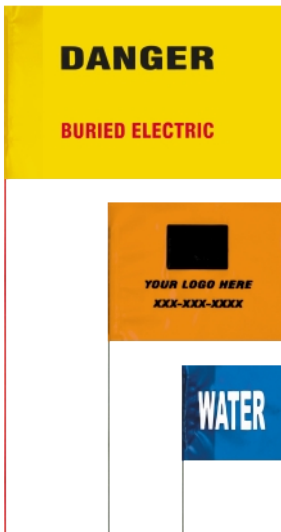 DANGER
BURIED ELECTRIC
YOUR LOGO HERE
XXX-XXX-XXXX
WATER